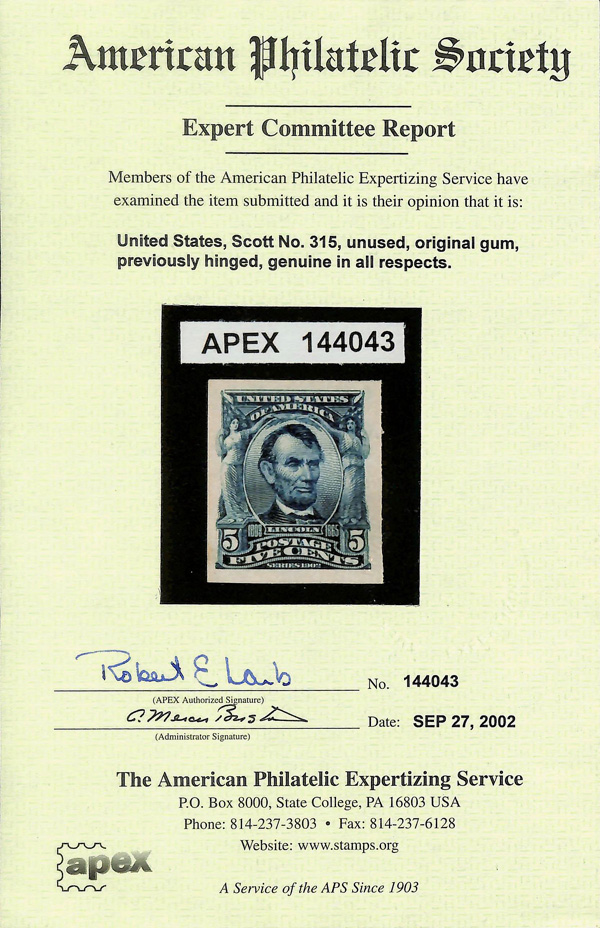 American Philatelic Society
Expert Committee Report
Members of the American Philatelic Expertizing Service have
examined the item submitted and it is their opinion that it is:
United States, Scott No. 315, unused, original gum,
previously hinged, genuine in all respects.
APEX 144043
UNITED STATES
OF AMERICA
1809 LINCOLN 1865
5 POSTAGE 5
FIVE CENTS
SERIES 1902
Robert E
No. 144043
(APEX Authorized Signature)
C. Mercer
Date: SEP 27, 2002
(Administrator Signature)
The American Philatelic Expertizing Service
P.O. Box 8000, State College, PA 16803 USA
Phone: 814-237-3803 • Fax: 814-237-6128
Website: www.stamps.org
apex
A Service of the APS Since 1903